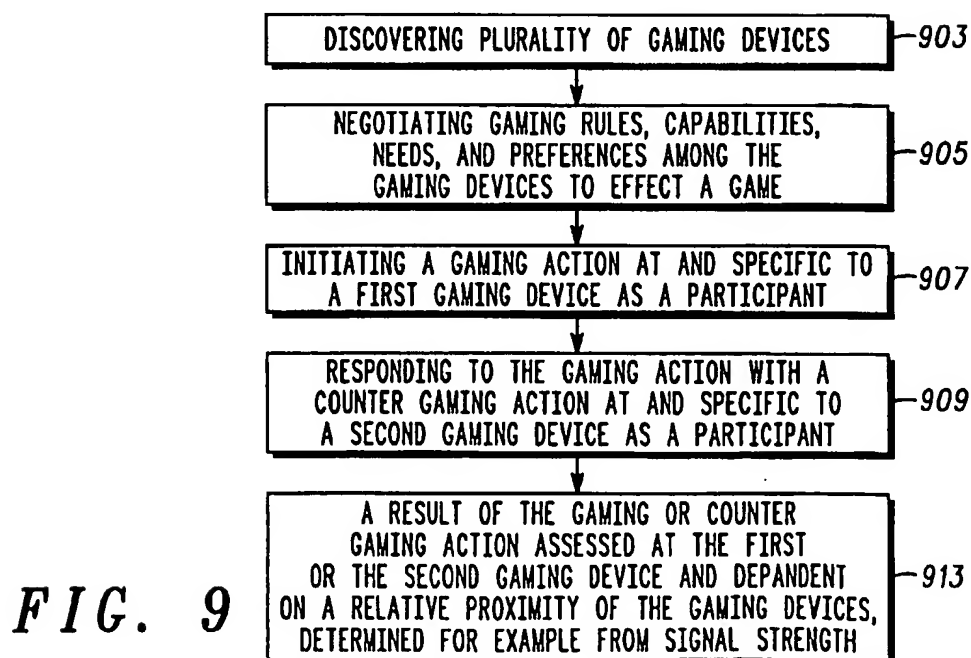 DISCOVERING PLURALITY OF GAMING DEVICES
903
NEGOTIATING GAMING RULES, CAPABILITIES,
NEEDS, AND PREFERENCES AMONG THE
GAMING DEVICES TO EFFECT A GAME
905
INITIATING A GAMING ACTION AT AND SPECIFIC TO
A FIRST GAMING DEVICE AS A PARTICIPANT
907
RESPONDING TO THE GAMING ACTION WITH A
COUNTER GAMING ACTION AT AND SPECIFIC TO
A SECOND GAMING DEVICE AS A PARTICIPANT
909
A RESULT OF THE GAMING OR COUNTER
GAMING ACTION ASSESSED AT THE FIRST
OR THE SECOND GAMING DEVICE AND DEPANDENT
ON A RELATIVE PROXIMITY OF THE GAMING DEVICES,
DETERMINED FOR EXAMPLE FROM SIGNAL STRENGTH
913
FIG. 9